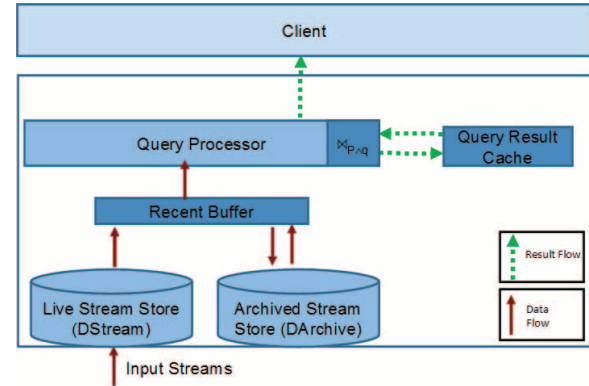 Client
Query Processor
⋈P∧q
Query Result
Cache
Recent Buffer
Live Stream Store
(DStream)
Archived Stream
Store (DArchive)
Result Flow
Data
Flow
Input Streams